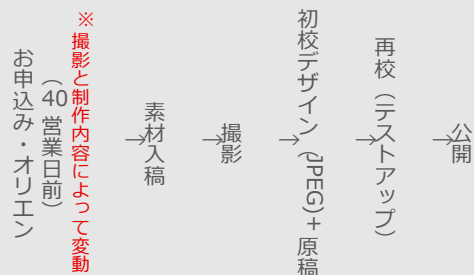 お申込み・オリエン
（40 営業日前）
※撮影と制作内容によって変動
→
素材入稿
→
撮影
→
初校デザイン（JPEG)＋原稿
→
再校（テストアップ）
→
公開